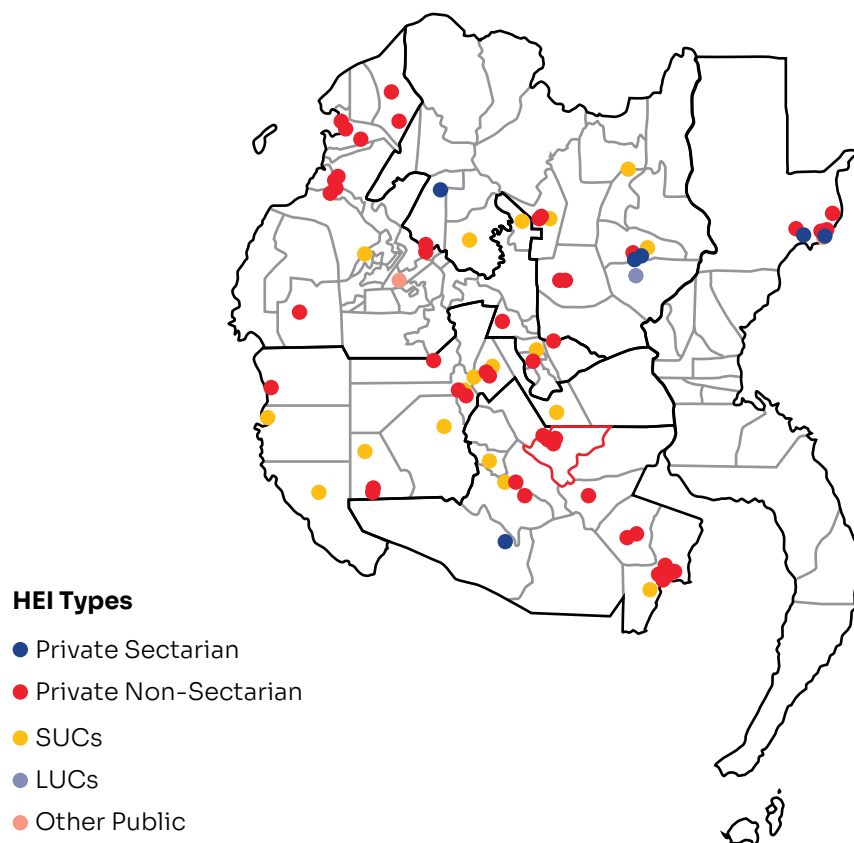 HEI Types
Private Sectarian
Private Non-Sectarian
SUCs
LUCs
Other Public